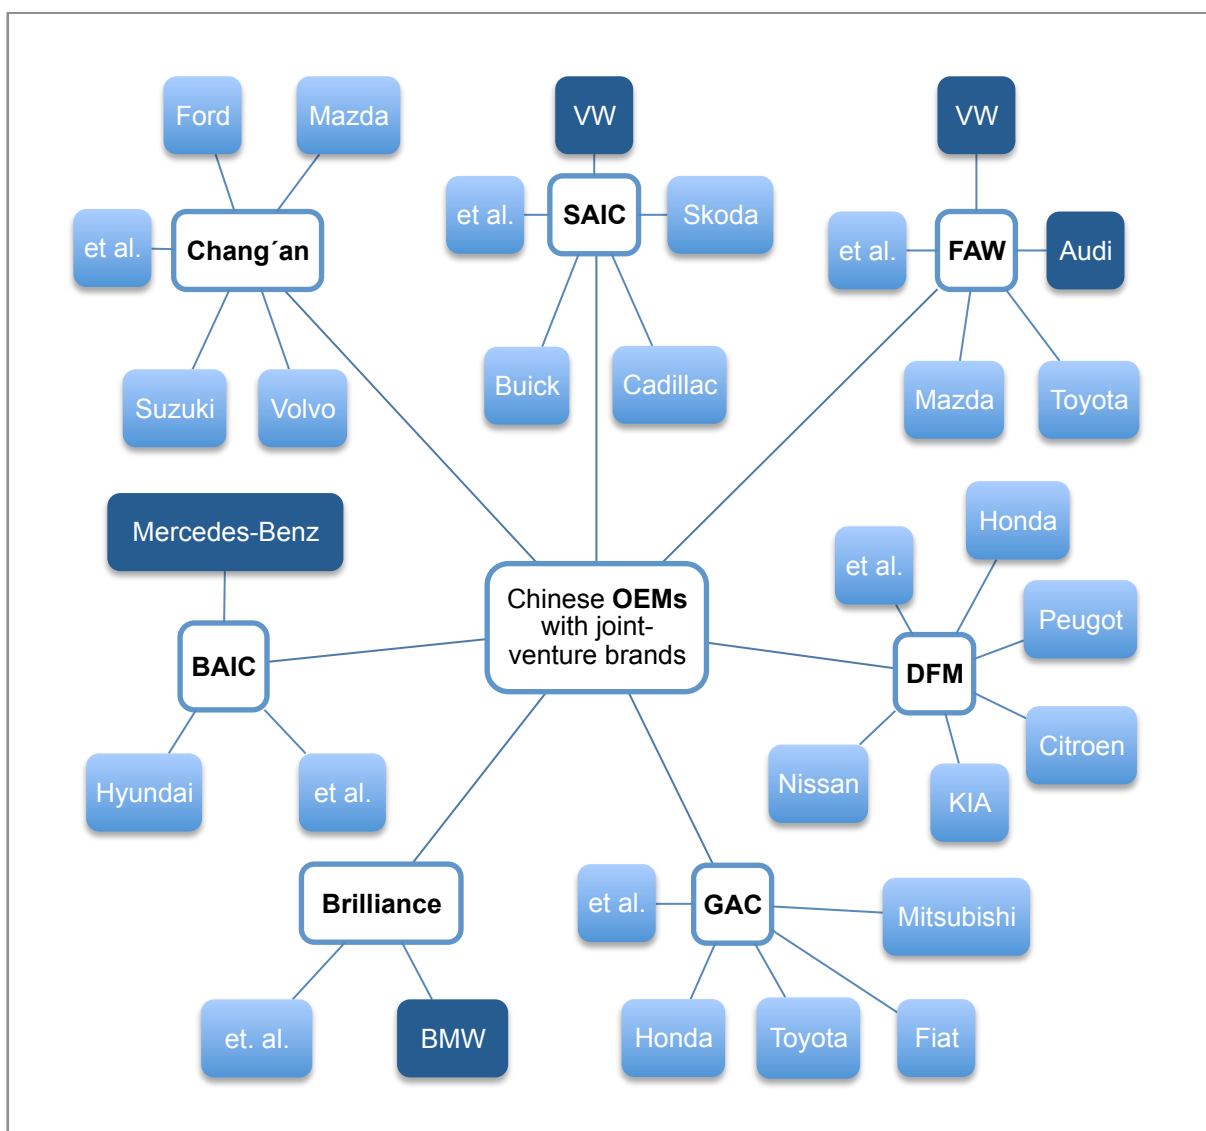 Ford
Mazda
et al.
Chang´an
Suzuki
Volvo
VW
et al.
SAIC
Skoda
Buick
Cadillac
VW
et al.
FAW
Audi
Mazda
Toyota
Mercedes-Benz
BAIC
Hyundai
et al.
Chinese OEMs
with joint-
venture brands
Honda
et al.
Peugot
DFM
Citroen
Nissan
KIA
Brilliance
et. al.
BMW
et al.
GAC
Mitsubishi
Honda
Toyota
Fiat